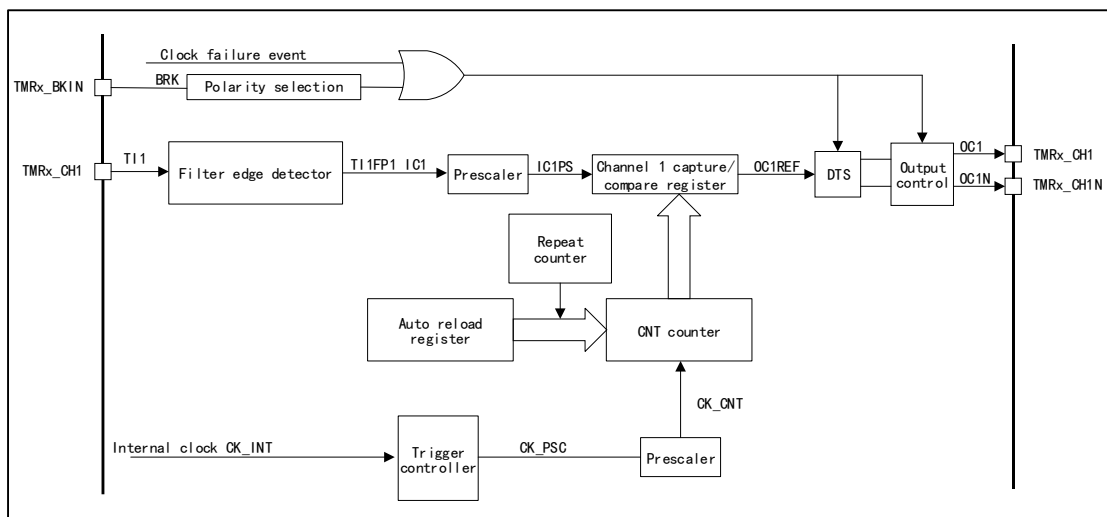 Clock failure event
TMRx_BKIN
BRK
Polarity selection
TMRx_CH1
TI1
Filter edge detector
TI1FP1 IC1
Prescaler
IC1PS
Channel 1 capture/
compare register
OC1REF
DTS
Output
control
OC1
TMRx_CH1
OC1N
TMRx_CH1N
Repeat
counter
Auto reload
register
CNT counter
CK_CNT
Internal clock CK_INT
Trigger
controller
CK_PSC
Prescaler